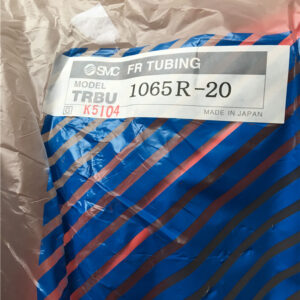 SMC FR TUBING
MODEL
TRBU 1065R-20
K5104 MADE IN JAPAN